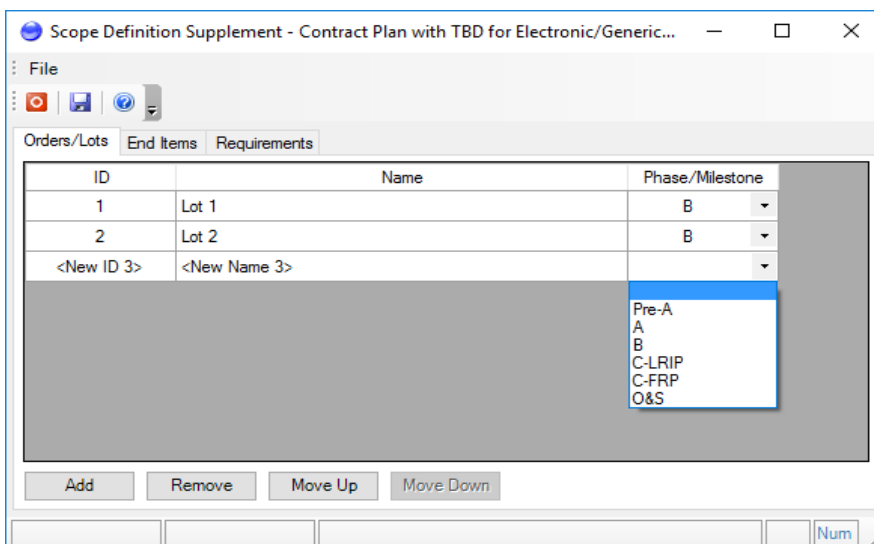 Scope Definition Supplement - Contract Plan with TBD for Electronic/Generic...
File
Orders/Lots End Items Requirements
ID Name Phase/Milestone
1 Lot 1 B
2 Lot 2 B
<New ID 3> <New Name 3>
Pre-A
A
B
C-LRIP
C-FRP
O&S
Add Remove Move Up Move Down
Num